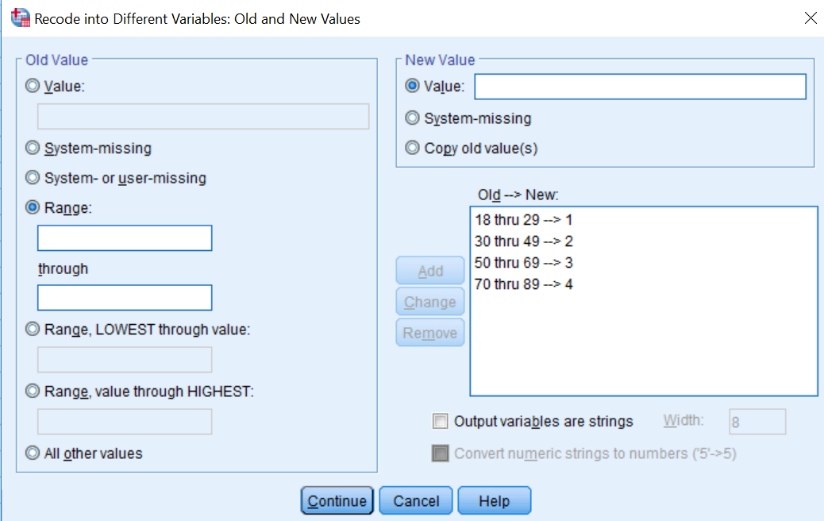 Recode into Different Variables: Old and New Values
Old Value
Value:
System-missing
System- or user-missing
Range:
through
Range, LOWEST through value:
Range, value through HIGHEST:
All other values
New Value
Value:
System-missing
Copy old value(s)
Old --> New:
18 thru 29 --> 1
30 thru 49 --> 2
50 thru 69 --> 3
70 thru 89 --> 4
Add
Change
Remove
Output variables are strings Width: 8
Convert numeric strings to numbers ('5'->5)
Continue Cancel Help